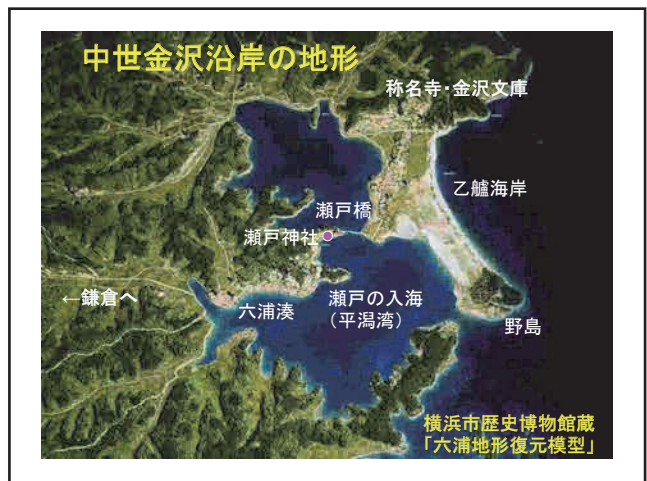 中世金沢沿岸の地形
称名寺・金沢文庫
乙艫海岸
瀬戸橋
瀬戸神社
←鎌倉へ
六浦湊
瀬戸の入海
（平潟湾）
野島
横浜市歴史博物館蔵
「六浦地形復元模型」